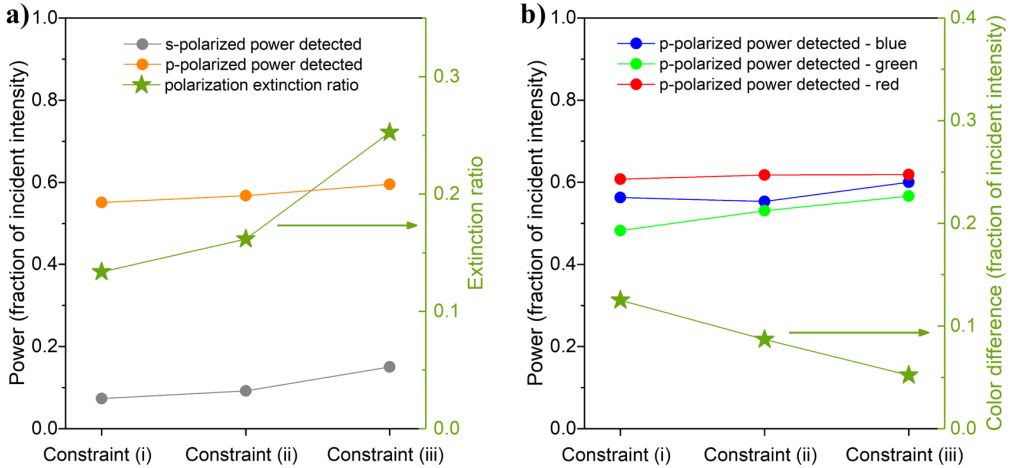 a)
s-polarized power detected
p-polarized power detected
polarization extinction ratio
Power (fraction of incident intensity)
1.0
0.8
0.6
0.4
0.2
0.0
Extinction ratio
0.3
0.2
0.1
0.0
Constraint (i)
Constraint (ii)
Constraint (iii)
b)
p-polarized power detected - blue
p-polarized power detected - green
p-polarized power detected - red
Power (fraction of incident intensity)
1.0
0.8
0.6
0.4
0.2
0.0
Color difference (fraction of incident intensity)
0.4
0.3
0.2
0.1
0.0
Constraint (i)
Constraint (ii)
Constraint (iii)